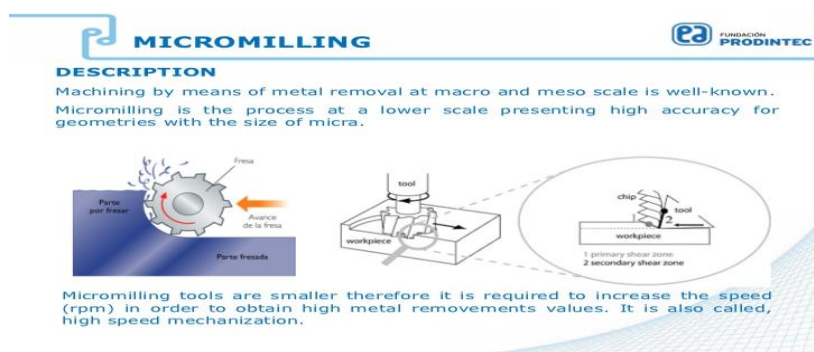 MICROMILLING
FUNDACIÓN
PRODINTEC
DESCRIPTION
Machining by means of metal removal at macro and meso scale is well-known.
Micromilling is the process at a lower scale presenting high accuracy for
geometries with the size of micra.
Fresa
Parte
por fresar
Avance
de la fresa
Parte fresada
tool
workpiece
chip
tool
1
2
workpiece
1 primary shear zone
2 secondary shear zone
Micromilling tools are smaller therefore it is required to increase the speed
(rpm) in order to obtain high metal removements values. It is also called,
high speed mechanization.